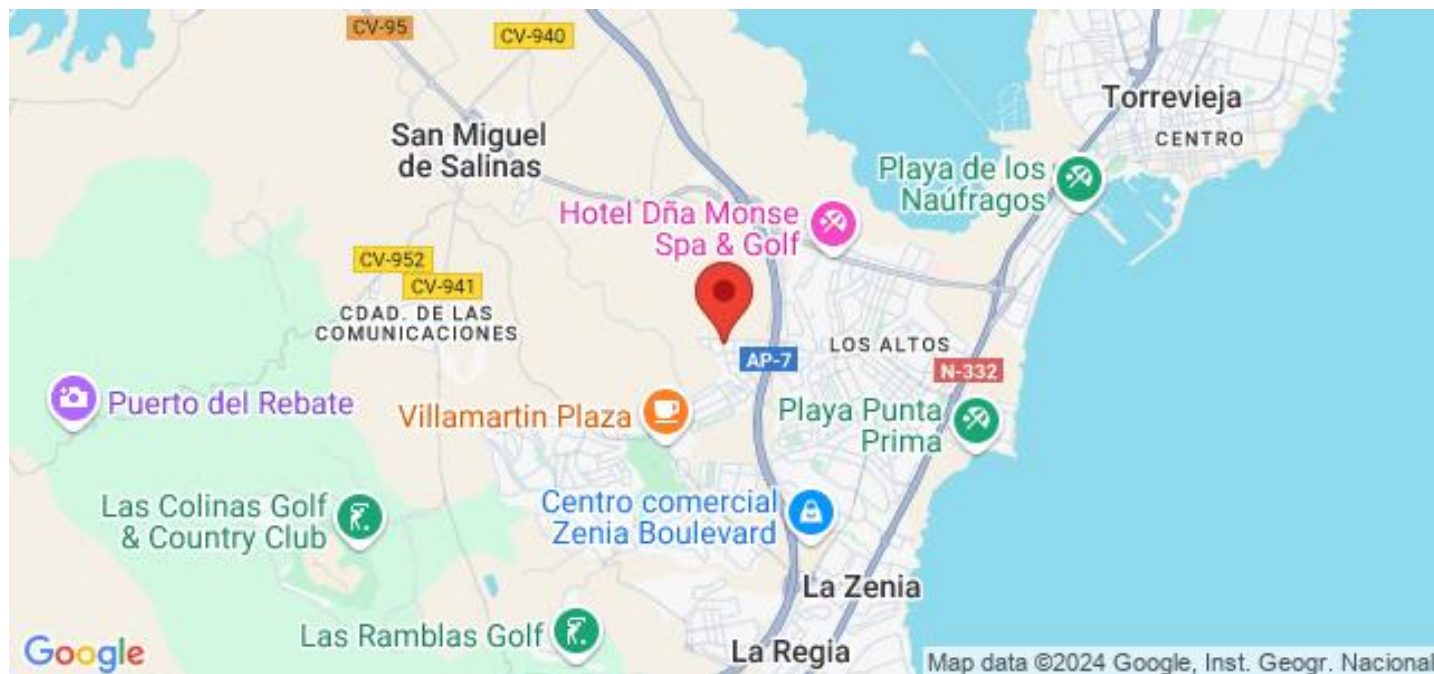 CV-95
CV-940
Torrevieja
CENTRO
San Miguel
de Salinas
Playa de los
Naúfragos
Hotel Dña Monse
Spa & Golf
CV-952
CV-941
CDAD. DE LAS
COMUNICACIONES
LOS ALTOS
AP-7
N-332
Puerto del Rebate
Villamartin Plaza
Playa Punta
Prima
Las Colinas Golf
& Country Club
Centro comercial
Zenia Boulevard
La Zenia
Las Ramblas Golf
La Regia
Google
Map data ©2024 Google, Inst. Geogr. Nacional